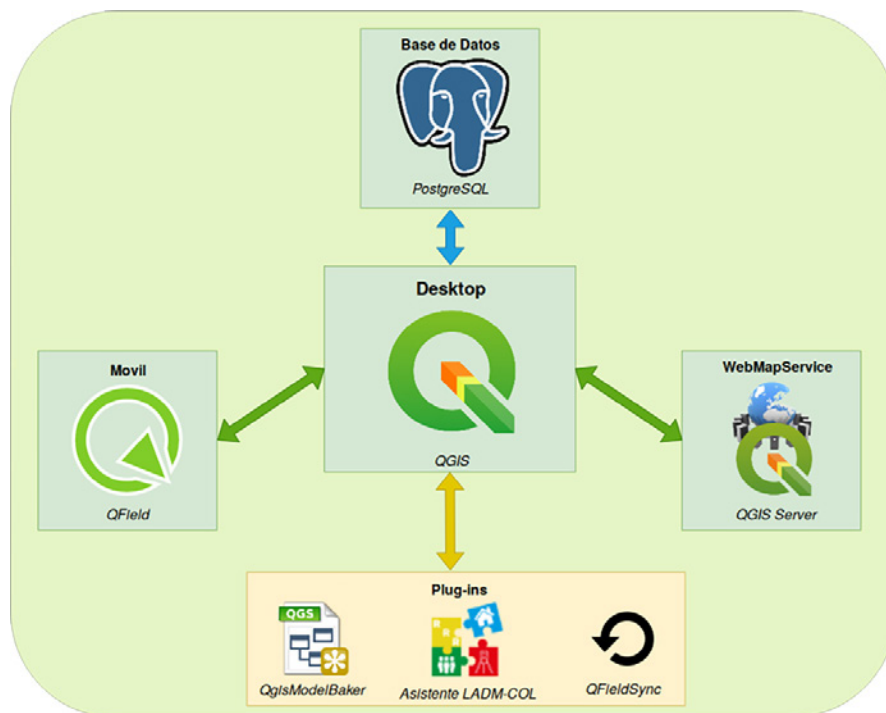 Base de Datos
PostgreSQL
Desktop
QGIS
Movil
QField
WebMapService
QGIS Server
Plug-ins
QGS
QgIsModelBaker
Asistente LADM-COL
QFieldSync